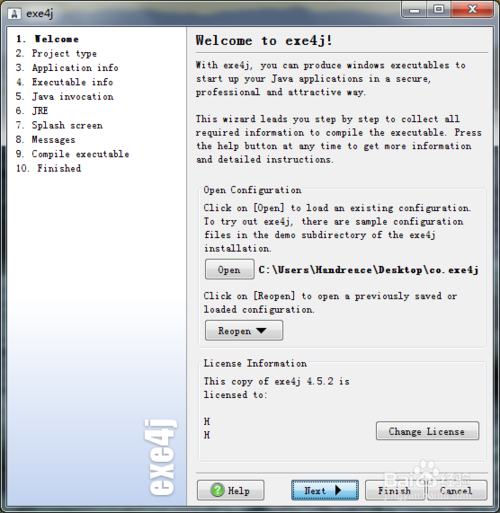 exe4j
1. Welcome
2. Project type
3. Application info
4. Executable info
5. Java invocation
6. JRE
7. Splash screen
8. Messages
9. Compile executable
10. Finished
exe4j
Welcome to exe4j!
With exe4j, you can produce windows executables to
start up your Java applications in a secure,
professional and attractive way.
This wizard leads you step by step to collect all
required information to compile the executable. Press
the help button at any time to get more information
and detailed instructions.
Open Configuration
Click on [Open] to load an existing configuration.
To try out exe4j, there are sample configuration
files in the demo subdirectory of the exe4j
installation.
Open C:\Users\Handreace\Desktop\co.exe4j
Click on [Reopen] to open a previously saved or
loaded configuration.
Reopen
License Information
This copy of exe4j 4.5.2 is
licensed to:
H
H
Change License
Help Next Finish Cancel